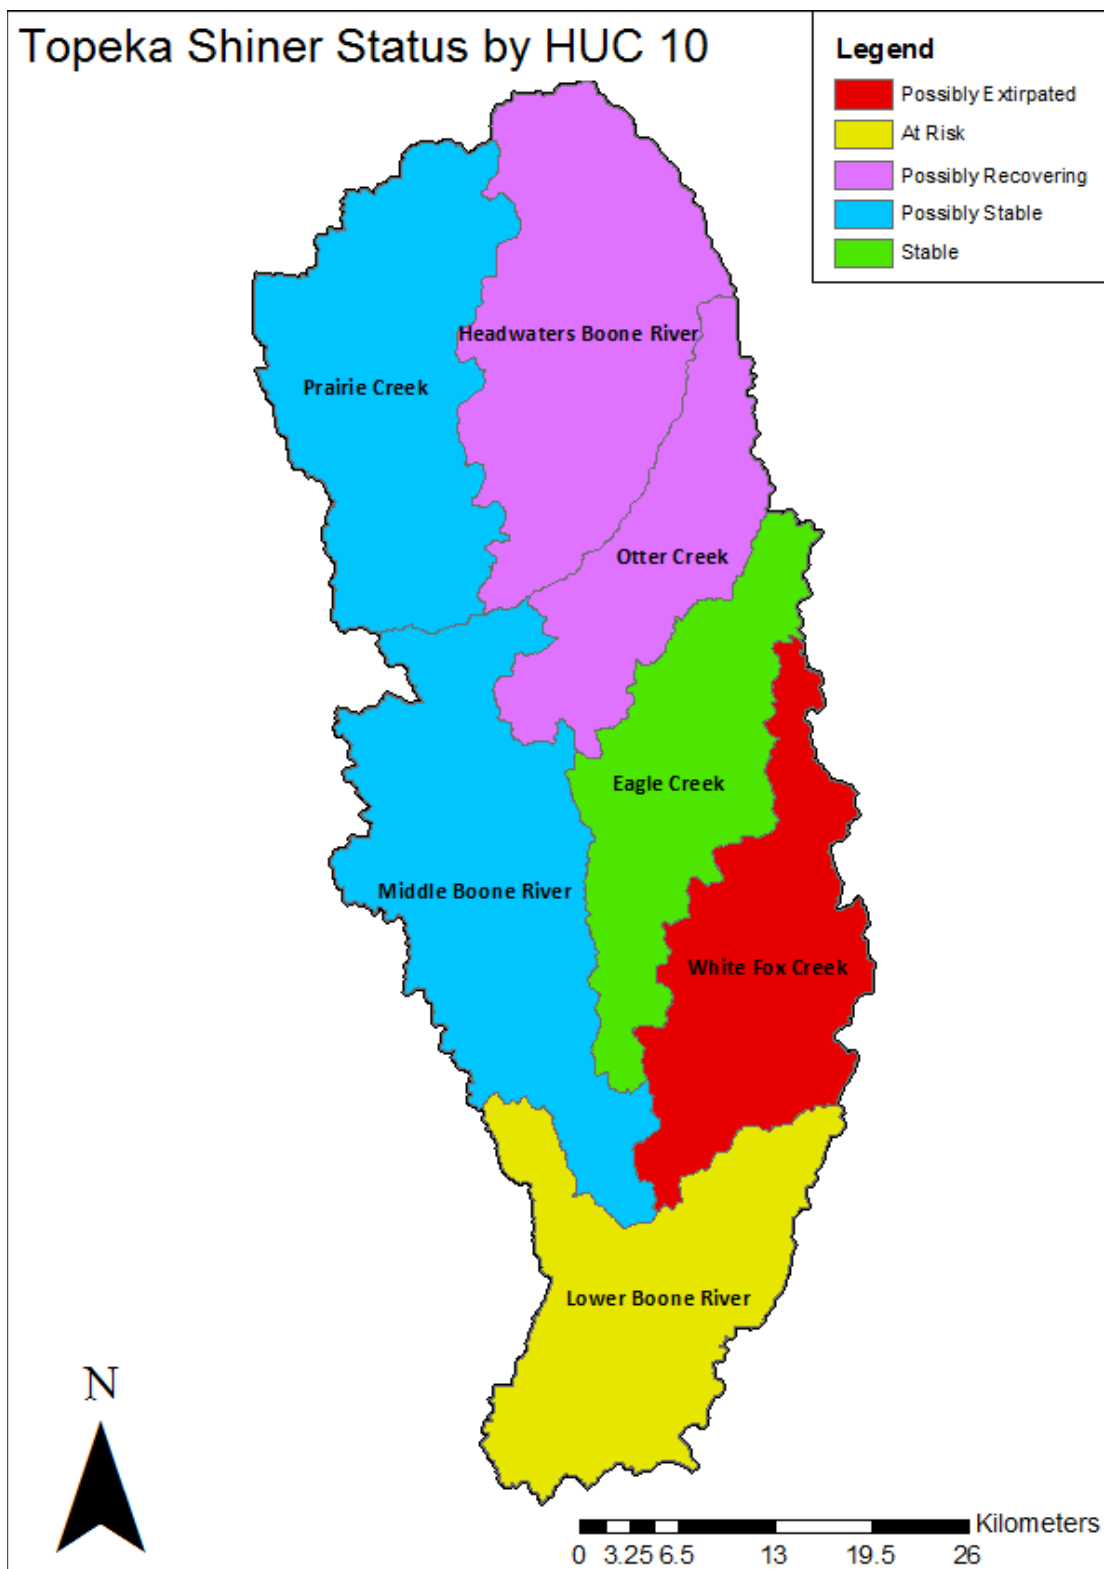 Topeka Shiner Status by HUC 10
Legend
Possibly Extirpated
At Risk
Possibly Recovering
Possibly Stable
Stable
Headwaters Boone River
Prairie Creek
Otter Creek
Eagle Creek
Middle Boone River
White Fox Creek
Lower Boone River
N
Kilometers
0 3.25 6.5 13 19.5 26